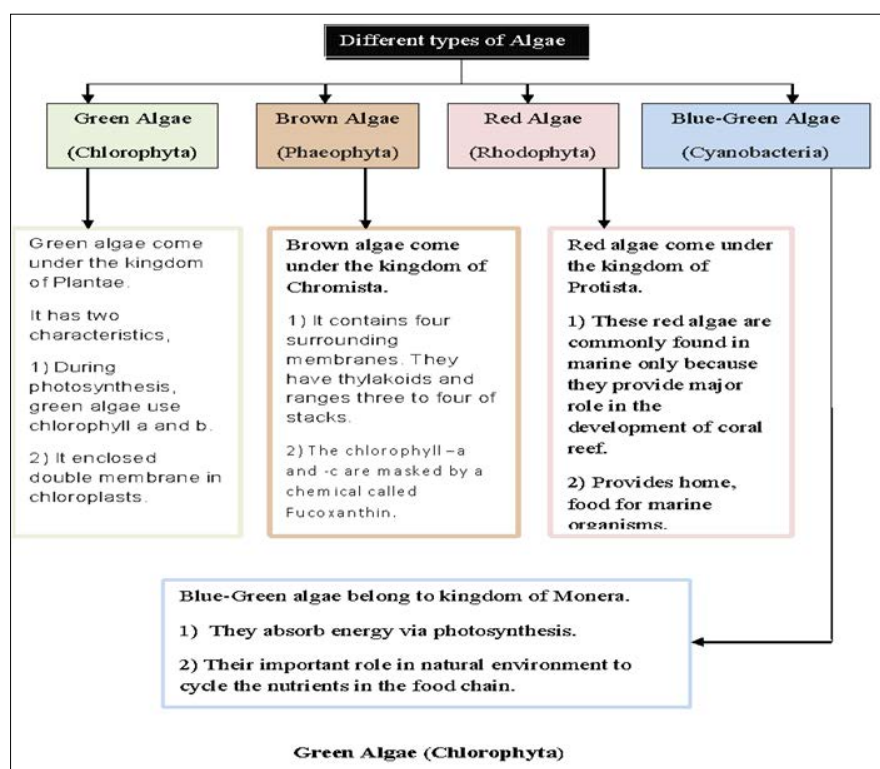 Different types of Algae
Green Algae
(Chlorophyta)
Brown Algae
(Phaeophyta)
Red Algae
(Rhodophyta)
Blue-Green Algae
(Cyanobacteria)
Green algae come
under the kingdom
of Plantae.
It has two
characteristics,
1) During
photosynthesis,
green algae use
chlorophyll a and b.
2) It enclosed
double membrane in
chloroplasts.
Brown algae come
under the kingdom of
Chromista.
1) It contains four
surrounding
membranes. They
have thylakoids and
ranges three to four of
stacks.
2) The chlorophyll –a
and -c are masked by a
chemical called
Fucoxanthin.
Red algae come under
the kingdom of
Protista.
1) These red algae are
commonly found in
marine only because
they provide major
role in the
development of coral
reef.
2) Provides home,
food for marine
organisms.
Blue-Green algae belong to kingdom of Monera.
1) They absorb energy via photosynthesis.
2) Their important role in natural environment to
cycle the nutrients in the food chain.
Green Algae (Chlorophyta)